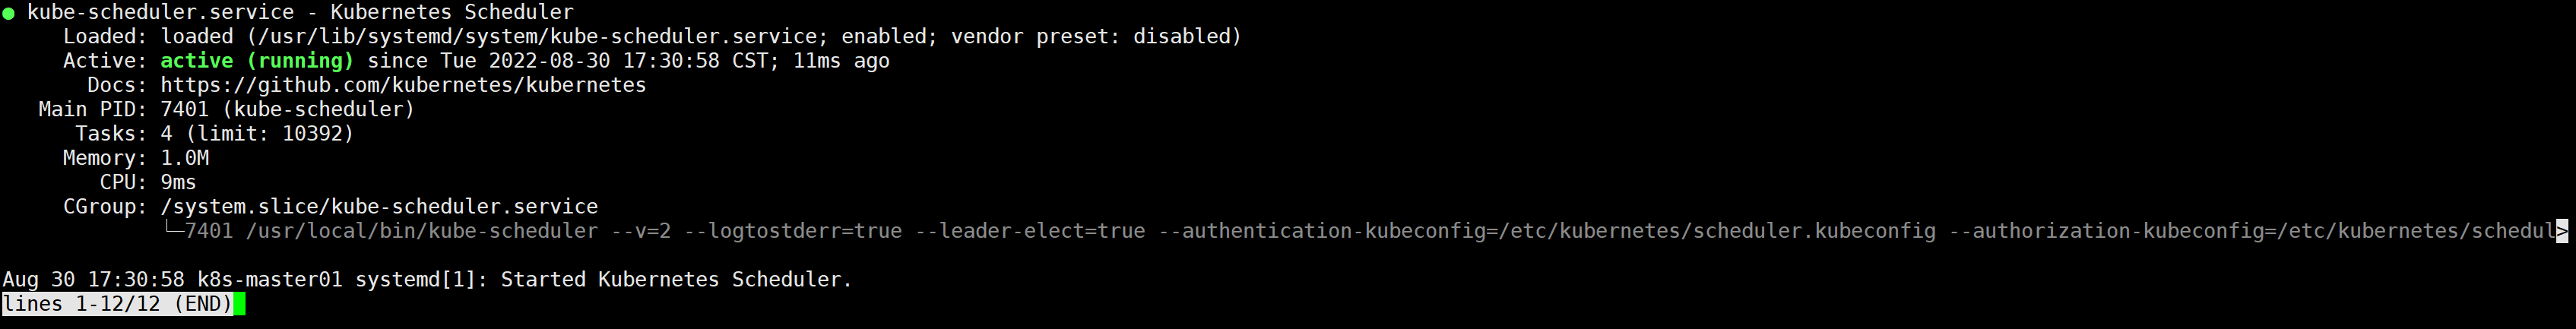 ● kube-scheduler.service - Kubernetes Scheduler
     Loaded: loaded (/usr/lib/systemd/system/kube-scheduler.service; enabled; vendor preset: disabled)
     Active: active (running) since Tue 2022-08-30 17:30:58 CST; 11ms ago
       Docs: https://github.com/kubernetes/kubernetes
   Main PID: 7401 (kube-scheduler)
      Tasks: 4 (limit: 10392)
     Memory: 1.0M
        CPU: 9ms
     CGroup: /system.slice/kube-scheduler.service
             └─7401 /usr/local/bin/kube-scheduler --v=2 --logtostderr=true --leader-elect=true --authentication-kubeconfig=/etc/kubernetes/scheduler.kubeconfig --authorization-kubeconfig=/etc/kubernetes/schedul>

Aug 30 17:30:58 k8s-master01 systemd[1]: Started Kubernetes Scheduler.
lines 1-12/12 (END)